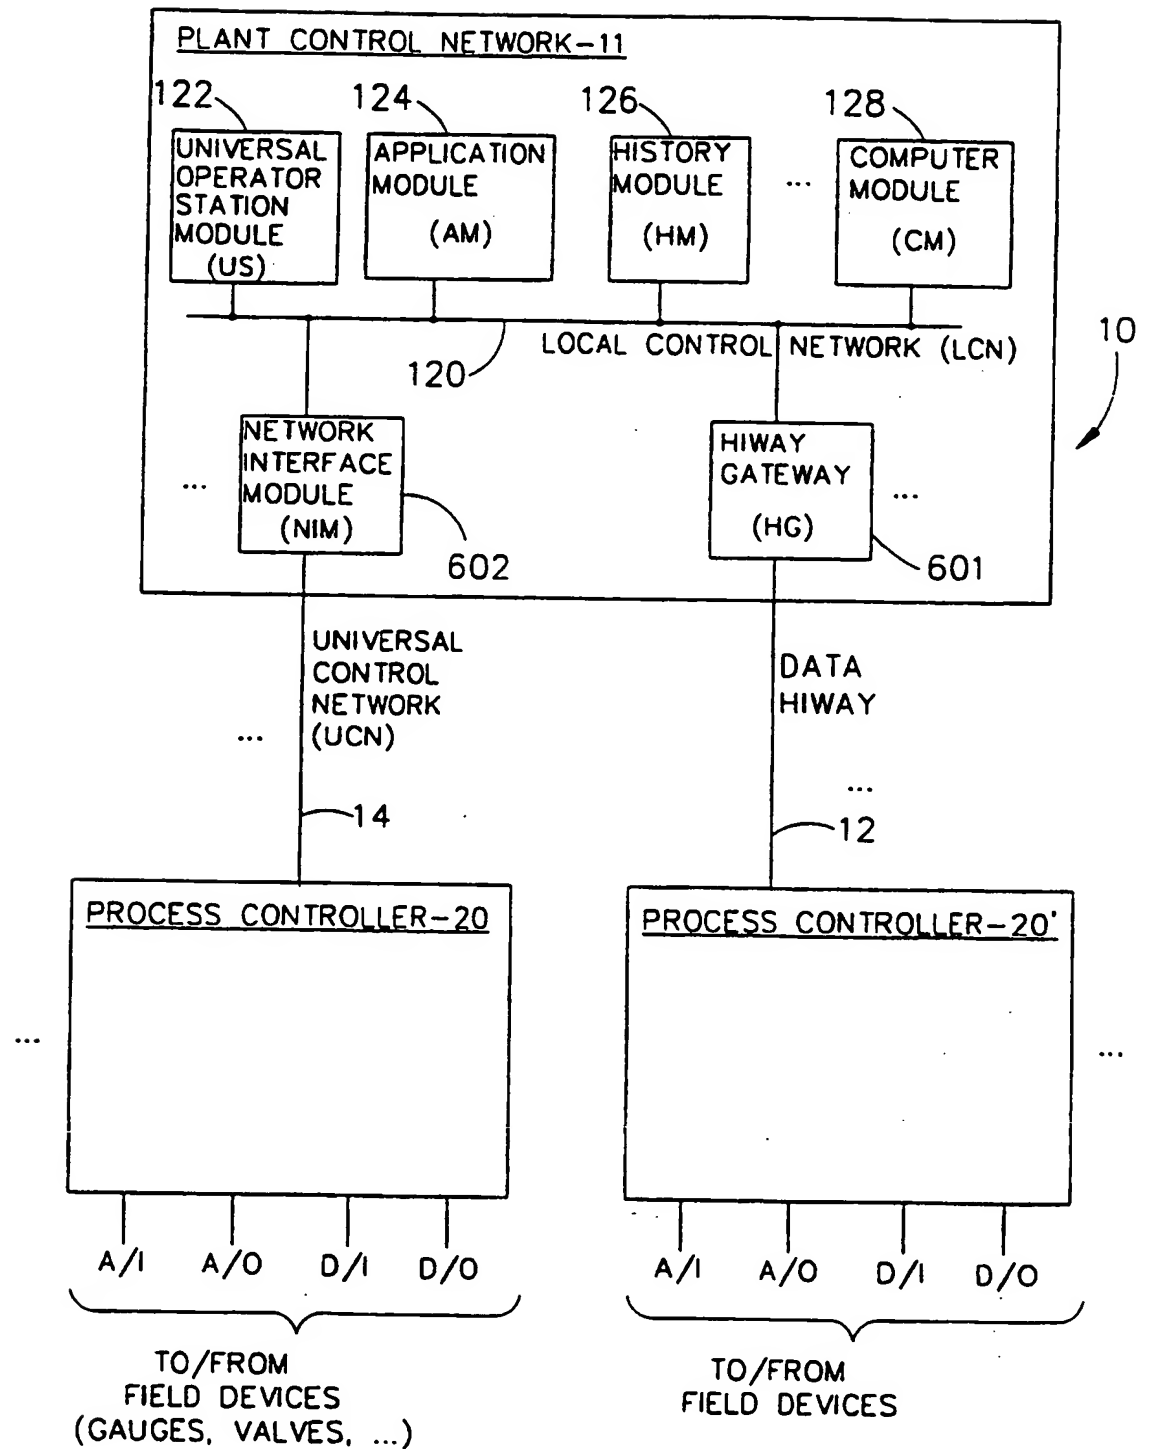 PLANT CONTROL NETWORK-11
122
124
126
128
UNIVERSAL
OPERATOR
STATION
MODULE
(US)
APPLICATION
MODULE
(AM)
HISTORY
MODULE
(HM)
...
COMPUTER
MODULE
(CM)
LOCAL CONTROL NETWORK (LCN)
120
10
NETWORK
INTERFACE
MODULE
(NIM)
...
602
HIWAY
GATEWAY
(HG)
...
601
UNIVERSAL
CONTROL
NETWORK
(UCN)
...
14
DATA
HIWAY
...
12
PROCESS CONTROLLER-20
PROCESS CONTROLLER-20'
...
...
A/I A/O D/I D/O
A/I A/O D/I D/O
TO/FROM
FIELD DEVICES
(GAUGES, VALVES, ...)
TO/FROM
FIELD DEVICES